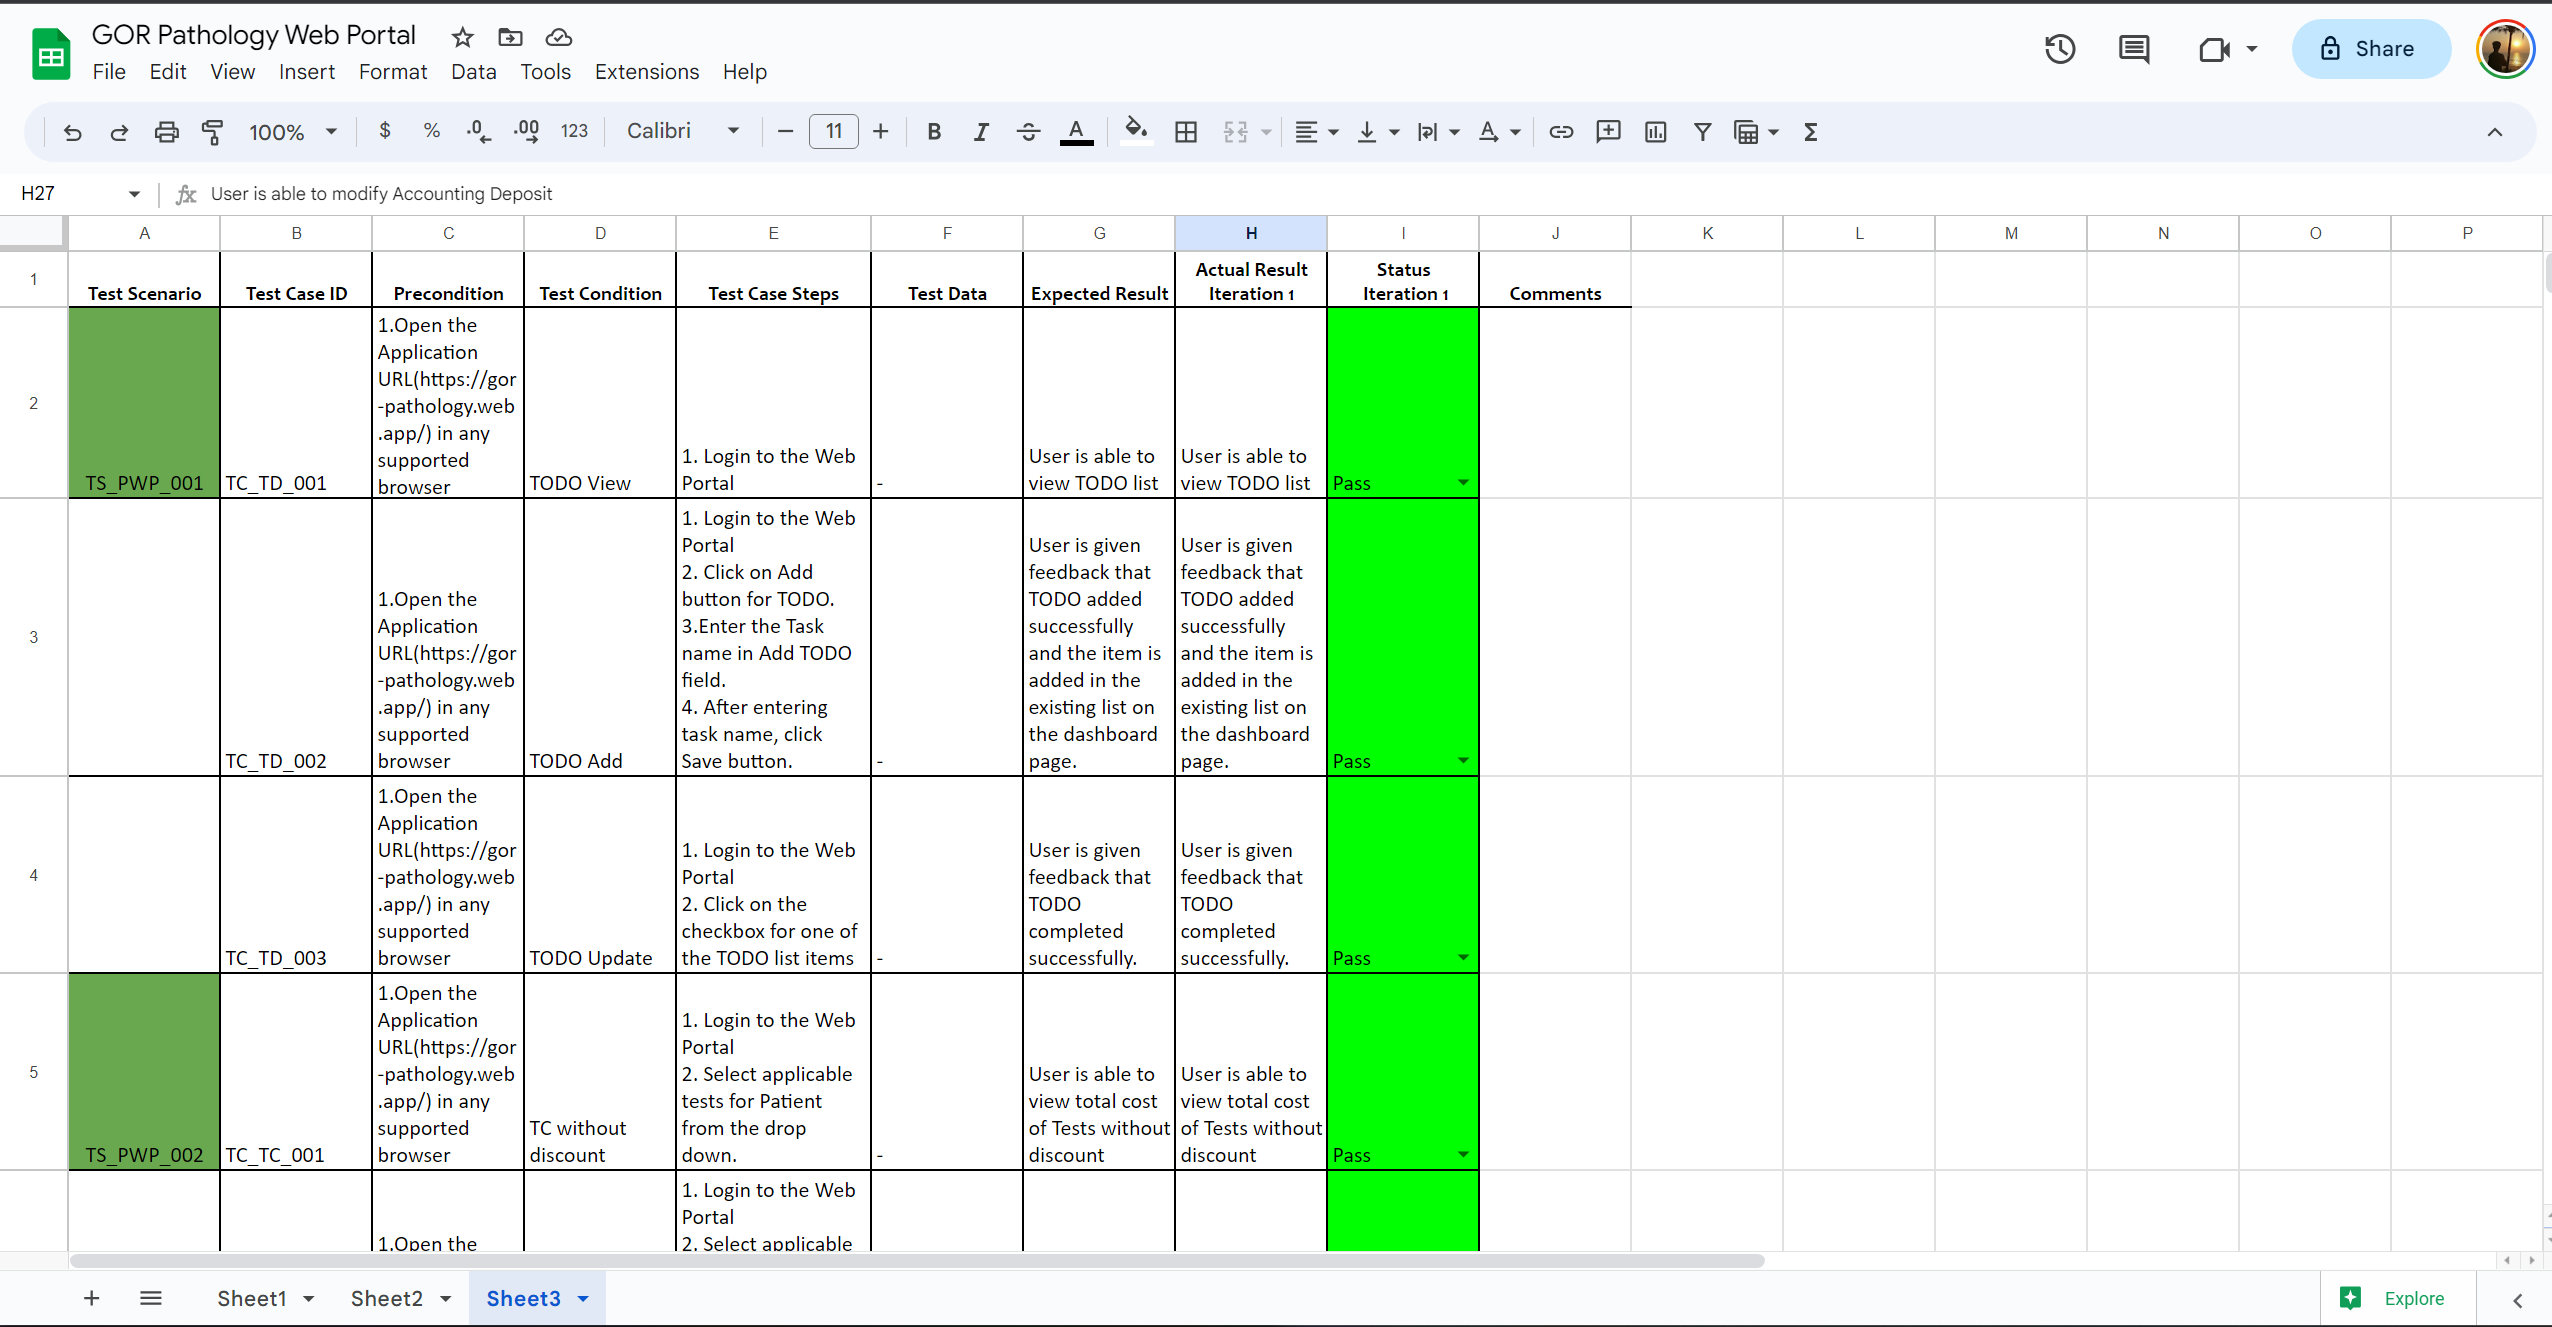 GOR Pathology Web Portal
File Edit View Insert Format Data Tools Extensions Help
Share
100% $ % .0 .00 123 Calibri 11 B I A
H27 fx User is able to modify Accounting Deposit
A B C D E F G H I J K L M N O P
1 Test Scenario Test Case ID Precondition Test Condition Test Case Steps Test Data Expected Result
Actual Result
Iteration 1
Status
Iteration 1
Comments
2
TS_PWP_001
TC_TD_001
1.Open the
Application
URL(https://gor
-pathology.web
.app/) in any
supported
browser
TODO View
1. Login to the Web
Portal
-
User is able to
view TODO list
User is able to
view TODO list
Pass
3
TC_TD_002
1.Open the
Application
URL(https://gor
-pathology.web
.app/) in any
supported
browser
TODO Add
1. Login to the Web
Portal
2. Click on Add
button for TODO.
3.Enter the Task
name in Add TODO
field.
4. After entering
task name, click
Save button.
-
User is given
feedback that
TODO added
successfully
and the item is
added in the
existing list on
the dashboard
page.
User is given
feedback that
TODO added
successfully
and the item is
added in the
existing list on
the dashboard
page.
Pass
4
TC_TD_003
1.Open the
Application
URL(https://gor
-pathology.web
.app/) in any
supported
browser
TODO Update
1. Login to the Web
Portal
2. Click on the
checkbox for one of
the TODO list items
-
User is given
feedback that
TODO
completed
successfully.
User is given
feedback that
TODO
completed
successfully.
Pass
5
TS_PWP_002
TC_TC_001
1.Open the
Application
URL(https://gor
-pathology.web
.app/) in any
supported
browser
TC without
discount
1. Login to the Web
Portal
2. Select applicable
tests for Patient
from the drop
down.
-
User is able to
view total cost
of Tests without
discount
User is able to
view total cost
of Tests without
discount
Pass
1.Open the
1. Login to the Web
Portal
2. Select applicable
Sheet1 Sheet2 Sheet3 Explore